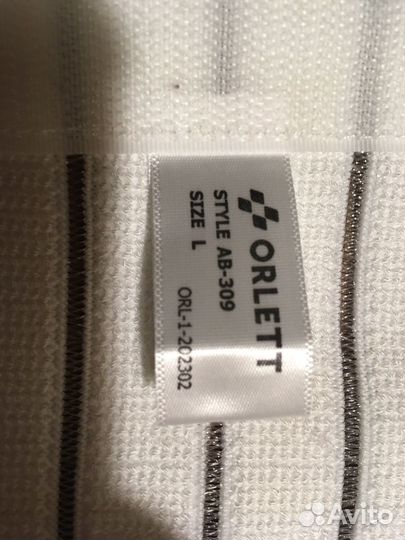 ORLETT
STYLE AB-309
SIZE L
ORL-1-202302
Avito